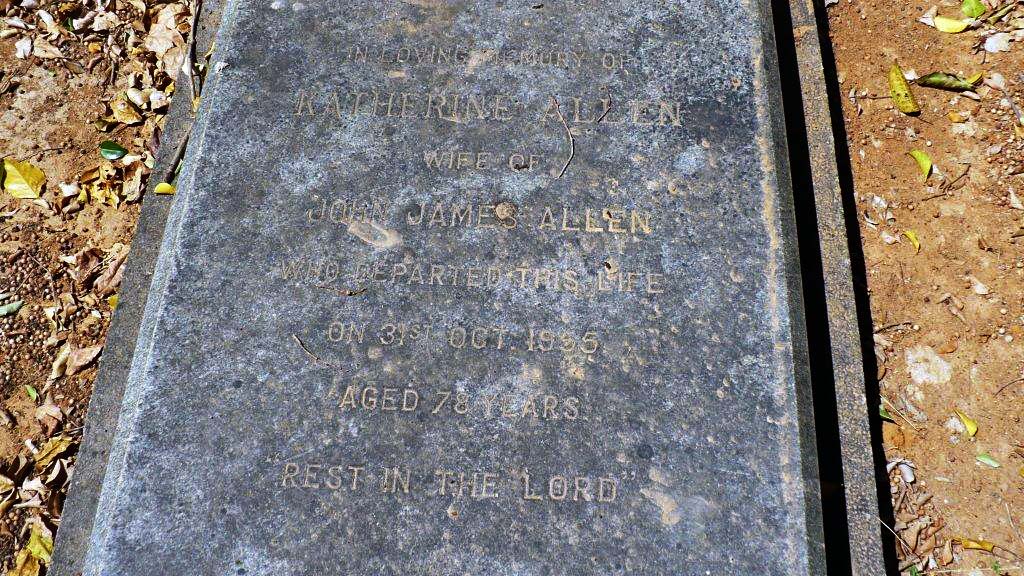 IN LOVING MEMORY OF
KATHERINE ALLEN
WIFE OF
JOHN JAMES ALLEN
WHO DEPARTED THIS LIFE
ON 31ST OCT. 1955
AGED 78 YEARS.
"REST IN THE LORD"